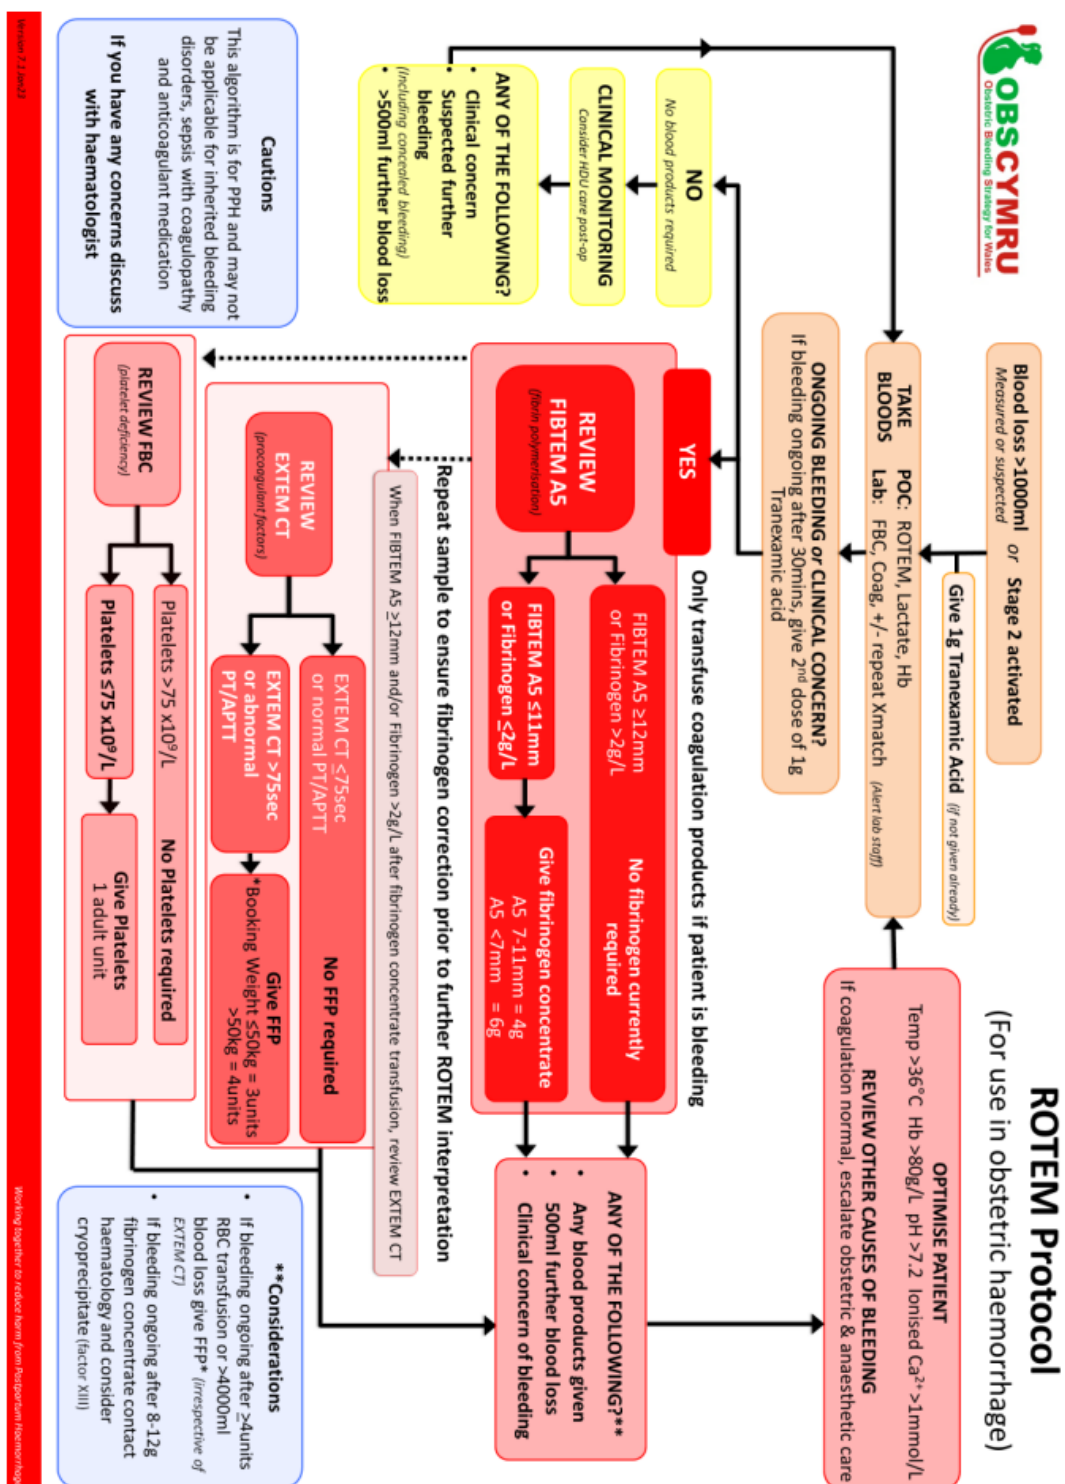 OBSCYMRU
Obstetric Bleeding Strategy for Wales
ROTEM Protocol
(For use in obstetric haemorrhage)
Blood loss >1000ml or Stage 2 activated
Measured or suspected
Give 1g Tranexamic Acid (if not given already)
TAKE POC: ROTEM, Lactate, Hb
BLOODS Lab: FBC, Coag, +/- repeat Xmatch (Alert lab staff)
OPTIMISE PATIENT
Temp >36°C Hb >80g/L pH >7.2 Ionised Ca²⁺ >1mmol/L
REVIEW OTHER CAUSES OF BLEEDING
If coagulation normal, escalate obstetric & anaesthetic care
ONGOING BLEEDING or CLINICAL CONCERN?
If bleeding ongoing after 30mins, give 2nd dose of 1g
Tranexamic acid
NO
No blood products required
CLINICAL MONITORING
Consider HDU care post-op
ANY OF THE FOLLOWING?
• Clinical concern
• Suspected further
bleeding
(Including concealed bleeding)
• >500ml further blood loss
YES
Only transfuse coagulation products if patient is bleeding
REVIEW
FIBTEM A5
(fibrin polymerisation)
FIBTEM A5 ≥12mm
or Fibrinogen >2g/L
No fibrinogen currently
required
FIBTEM A5 ≤11mm
or Fibrinogen ≤2g/L
Give fibrinogen concentrate
A5 7-11mm = 4g
A5 <7mm = 6g
ANY OF THE FOLLOWING?**
• Any blood products given
• 500ml further blood loss
• Clinical concern of bleeding
Repeat sample to ensure fibrinogen correction prior to further ROTEM interpretation
When FIBTEM A5 ≥12mm and/or Fibrinogen >2g/L after fibrinogen concentrate transfusion, review EXTEM CT
REVIEW
EXTEM CT
(procoagulant factors)
EXTEM CT ≤75sec
or normal PT/APTT
No FFP required
EXTEM CT >75sec
or abnormal
PT/APTT
Give FFP
*Booking Weight ≤50kg = 3units
>50kg = 4units
REVIEW FBC
(platelet deficiency)
Platelets >75 x10⁹/L
No Platelets required
Platelets ≤75 x10⁹/L
Give Platelets
1 adult unit
Cautions
This algorithm is for PPH and may not
be applicable for inherited bleeding
disorders, sepsis with coagulopathy
and anticoagulant medication
If you have any concerns discuss
with haematologist
**Considerations
• If bleeding ongoing after ≥4units
RBC transfusion or >4000ml
blood loss give FFP* (irrespective of
EXTEM CT)
• If bleeding ongoing after 8-12g
fibrinogen concentrate contact
haematology and consider
cryoprecipitate (factor XIII)
Version 7.1 Jan23
Working together to reduce harm from Postpartum Haemorrhage